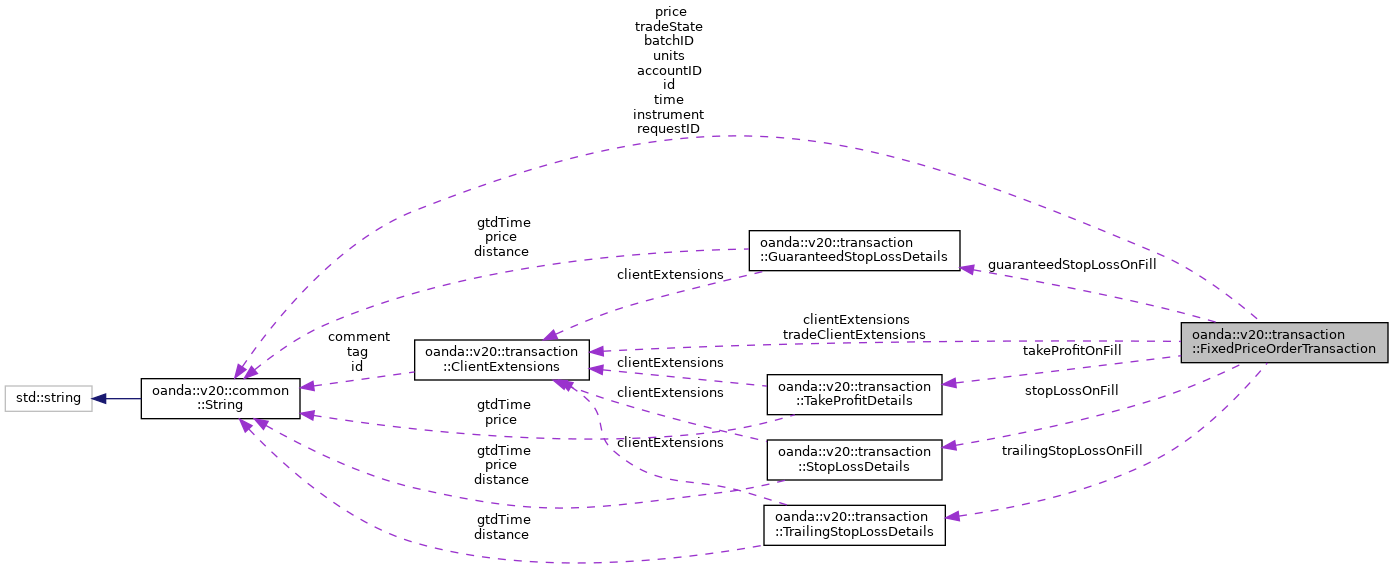 price
tradeState
batchID
units
accountID
id
time
instrument
requestID
gtdTime
price
distance
oanda::v20::transaction
::GuaranteedStopLossDetails
guaranteedStopLossOnFill
clientExtensions
clientExtensions
tradeClientExtensions
oanda::v20::transaction
::FixedPriceOrderTransaction
comment
tag
id
oanda::v20::transaction
::ClientExtensions
takeProfitOnFill
clientExtensions
oanda::v20::transaction
::TakeProfitDetails
stopLossOnFill
std::string
oanda::v20::common
::String
clientExtensions
gtdTime
price
clientExtensions
oanda::v20::transaction
::StopLossDetails
trailingStopLossOnFill
gtdTime
price
distance
gtdTime
distance
oanda::v20::transaction
::TrailingStopLossDetails